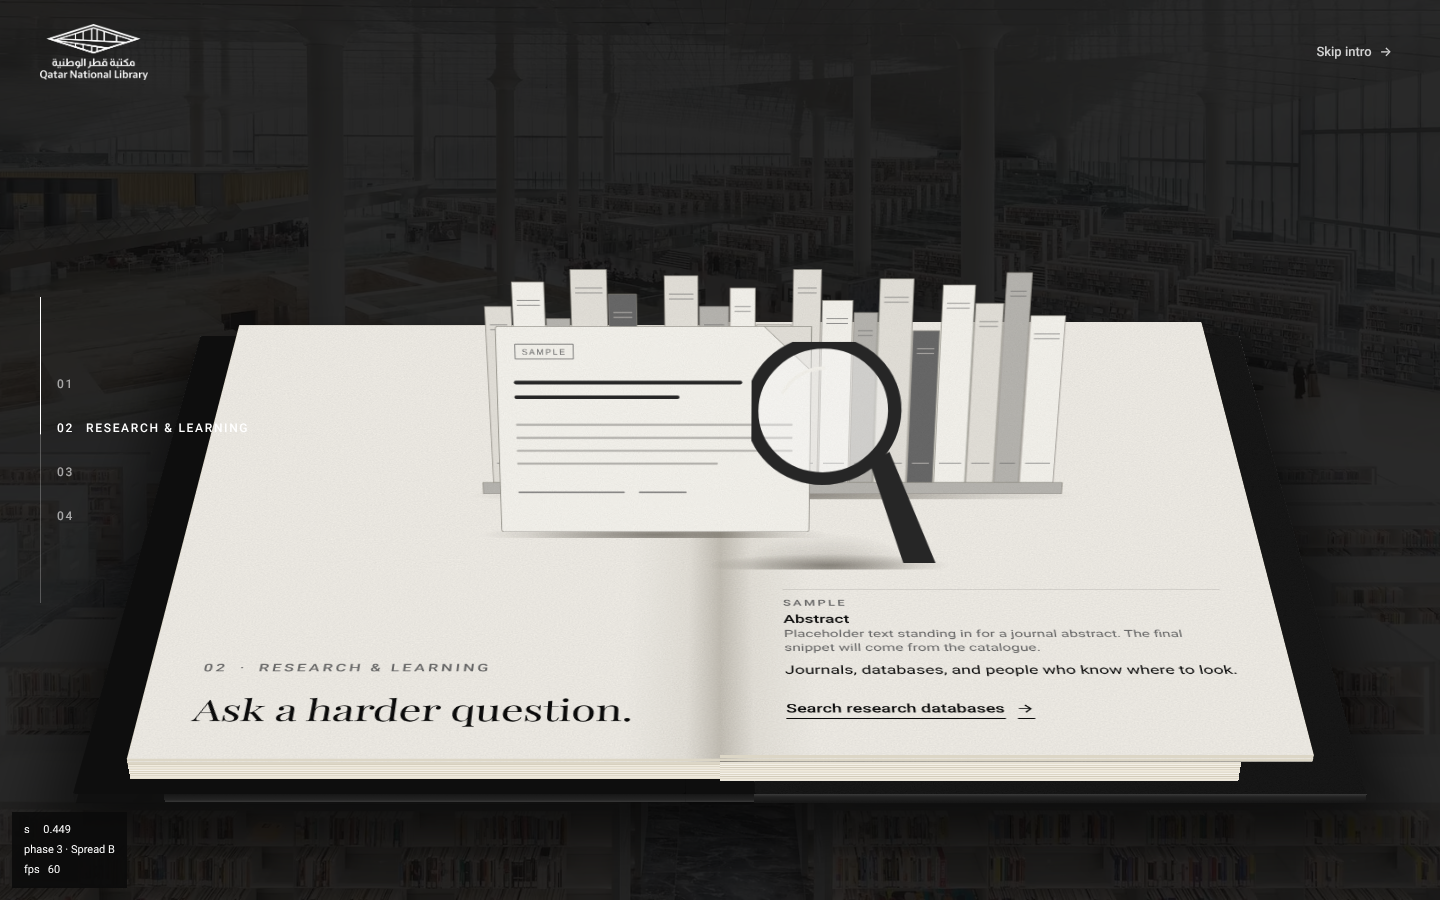 مكتبة قطر الوطنية
Qatar National Library
Skip intro →
01
02 RESEARCH & LEARNING
03
04
SAMPLE
02 · RESEARCH & LEARNING
Ask a harder question.
SAMPLE
Abstract
Placeholder text standing in for a journal abstract. The final
snippet will come from the catalogue.
Journals, databases, and people who know where to look.
Search research databases →
s 0.449
phase 3 · Spread B
fps 60